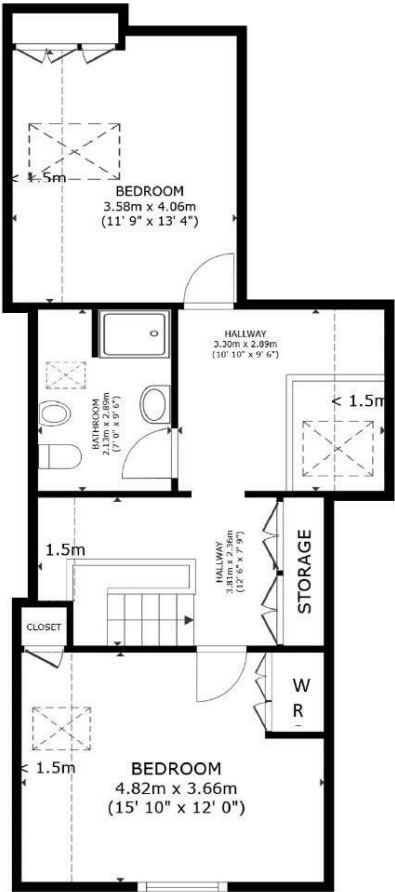 < 1.5m
BEDROOM
3.58m x 4.06m
(11' 9" x 13' 4")
HALLWAY
3.30m x 2.89m
(10' 10" x 9' 6")
BATHROOM
2.13m x 2.89m
(7' 0" x 9' 6")
< 1.5m
1.5m
HALLWAY
3.81m x 2.36m
(12' 6" x 7' 9")
STORAGE
CLOSET
W
R
< 1.5m
BEDROOM
4.82m x 3.66m
(15' 10" x 12' 0")